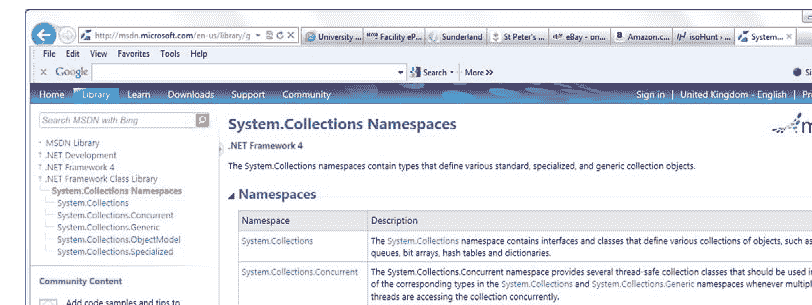 http://msdn.microsoft.com/en-us/library/g
University ...
Facility eP...
Sunderland
St Peter's ...
eBay - on...
Amazon.c...
isoHunt › ...
System...
File Edit View Favorites Tools Help
x Google
Search
More >>
Home Library Learn Downloads Support Community
Sign in | United Kingdom - English |
Search MSDN with Bing
MSDN Library
.NET Development
.NET Framework 4
.NET Framework Class Library
System.Collections Namespaces
System.Collections
System.Collections.Concurrent
System.Collections.Generic
System.Collections.ObjectModel
System.Collections.Specialized
Community Content
Add code samples and tips to
System.Collections Namespaces
.NET Framework 4
The System.Collections namespaces contain types that define various standard, specialized, and generic collection objects.
Namespaces
Namespace Description
System.Collections
The System.Collections namespace contains interfaces and classes that define various collections of objects, such as
queues, bit arrays, hash tables and dictionaries.
System.Collections.Concurrent
The System.Collections.Concurrent namespace provides several thread-safe collection classes that should be used
of the corresponding types in the System.Collections and System.Collections.Generic namespaces whenever
threads are accessing the collection concurrently.